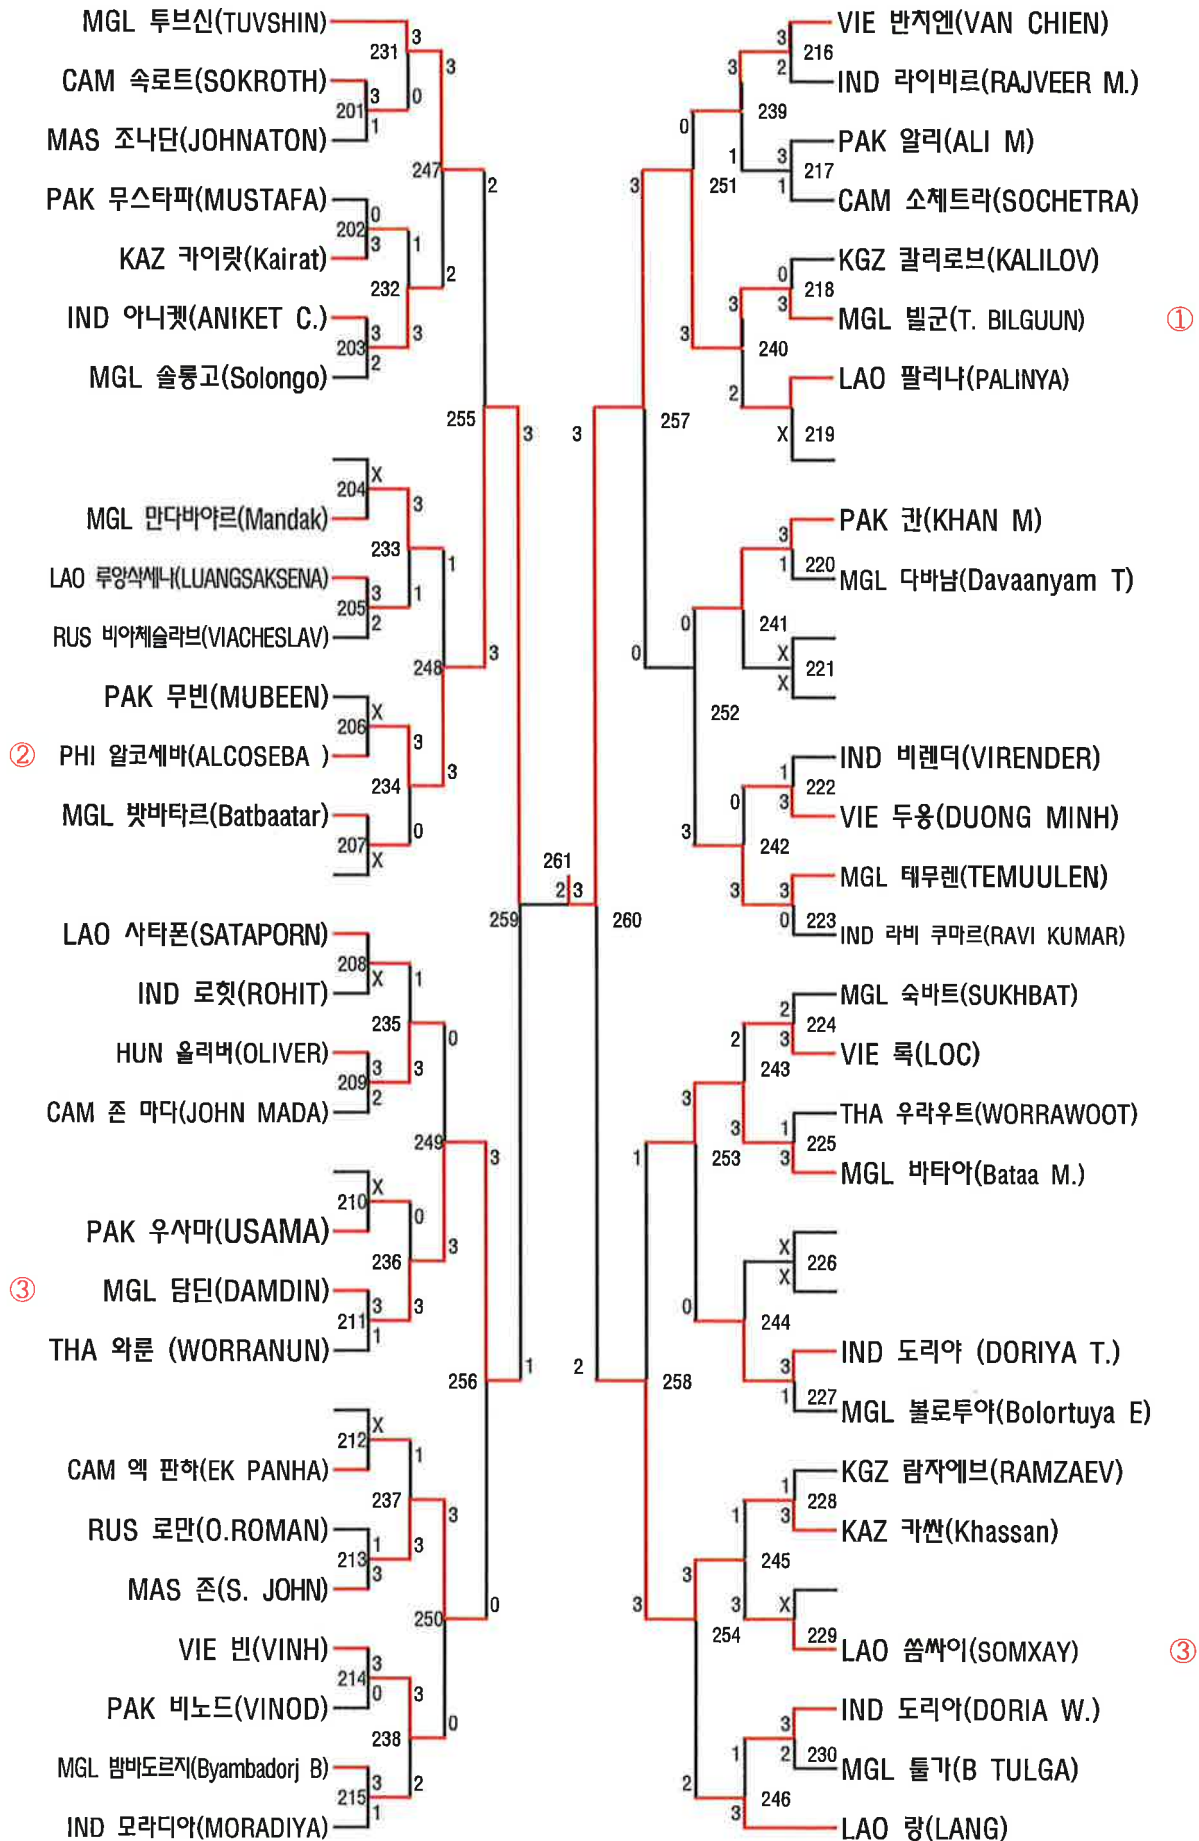 MGL 투브신(TUVSHIN)
3
231
3
CAM 속로트(SOKROTH)
3
0
201
1
MAS 조나단(JOHNATON)
247
2
PAK 무스타파(MUSTAFA)
0
202
3
1
KAZ 카이랏(Kairat)
2
232
IND 아니켓(ANIKET C.)
3
3
203
2
MGL 솔롱고(Solongo)
255
3
X
204
3
MGL 만다바야르(Mandak)
233
1
LAO 루앙삭세나(LUANGSAKSENA)
3
1
205
2
RUS 비아체슬라브(VIACHESLAV)
248
3
PAK 무빈(MUBEEN)
X
206
3
② PHI 알코세바(ALCOSEBA )
234
3
MGL 밧바타르(Batbaatar)
0
207
X
261
2 3
259
260
LAO 사타폰(SATAPORN)
208
X
1
IND 로힛(ROHIT)
235
0
HUN 올리버(OLIVER)
3
3
209
2
CAM 존 마다(JOHN MADA)
249
3
X
210
0
PAK 우사마(USAMA)
3
236
③ MGL 담딘(DAMDIN)
3
3
211
1
THA 와룬 (WORRANUN)
256
1
X
212
1
CAM 엑 판하(EK PANHA)
237
3
RUS 로만(O.ROMAN)
1
3
213
3
MAS 존(S. JOHN)
250
0
VIE 빈(VINH)
3
214
0
3
PAK 비노드(VINOD)
0
238
MGL 밤바도르지(Byambadorj B)
3
2
215
1
IND 모라디야(MORADIYA)
VIE 반치엔(VAN CHIEN)
3
216
3
2
IND 라이비르(RAJVEER M.)
239
0
PAK 알리(ALI M)
1
3
217
1
251
3
CAM 소체트라(SOCHETRA)
KGZ 칼리로브(KALILOV)
0
218
3
3
MGL 빌군(T. BILGUUN) ①
3
240
LAO 팔리냐(PALINYA)
2
X
219
257
3
PAK 칸(KHAN M)
3
220
1
MGL 다바냠(Davaanyam T)
0
241
X
221
X
0
252
IND 비렌더(VIRENDER)
1
222
0
3
VIE 두옹(DUONG MINH)
3
242
MGL 태무렌(TEMUULEN)
3
3
223
0
IND 라비 쿠마르(RAVI KUMAR)
MGL 숙바트(SUKHBAT)
2
224
2
3
VIE 록(LOC)
243
3
THA 우라우트(WORRAWOOT)
3
1
225
3
1
253
MGL 바타아(Bataa M.)
X
226
X
0
244
IND 도리야 (DORIYA T.)
3
227
1
MGL 볼로투야(Bolortuya E)
2
258
KGZ 람자에브(RAMZAEV)
1
228
1
3
KAZ 카싼(Khassan)
245
3
3
X
229
3
254
LAO 쏨싸이(SOMXAY) ③
IND 도리아(DORIA W.)
3
230
1
2
MGL 툴가(B TULGA)
2
246
3
LAO 랑(LANG)